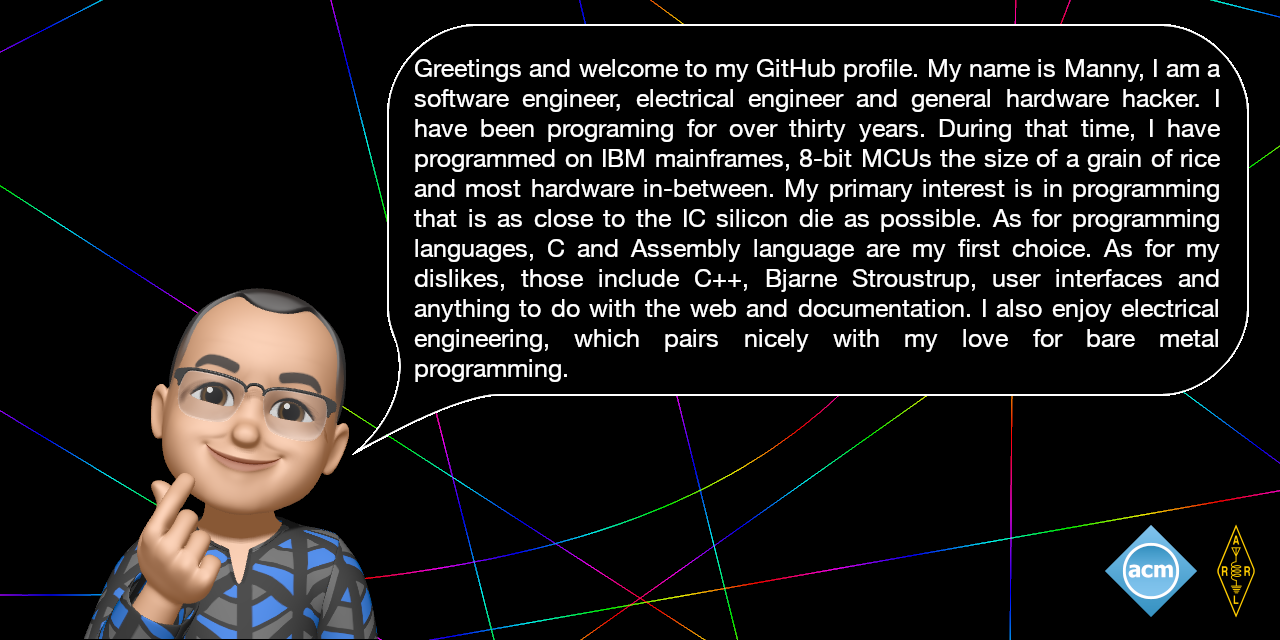 Greetings and welcome to my GitHub profile. My name is Manny, I am a
software engineer, electrical engineer and general hardware hacker. I
have been programing for over thirty years. During that time, I have
programmed on IBM mainframes, 8-bit MCUs the size of a grain of rice
and most hardware in-between. My primary interest is in programming
that is as close to the IC silicon die as possible. As for programming
languages, C and Assembly language are my first choice. As for my
dislikes, those include C++, Bjarne Stroustrup, user interfaces and
anything to do with the web and documentation. I also enjoy electrical
engineering, which pairs nicely with my love for bare metal
programming.
acm
A
R R
L